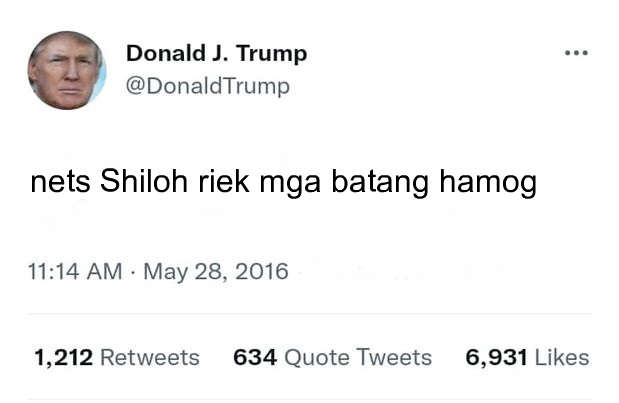 Donald J. Trump
@DonaldTrump
nets Shiloh riek mga batang hamog
11:14 AM · May 28, 2016
1,212 Retweets 634 Quote Tweets 6,931 Likes